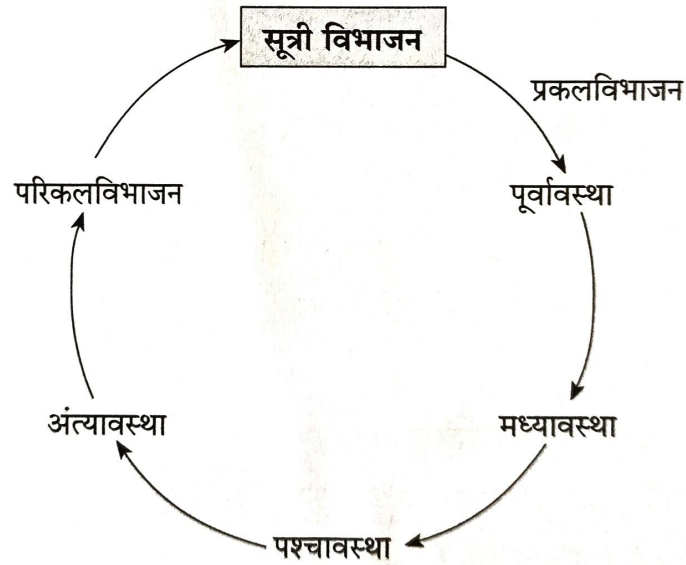 सूत्री विभाजन
प्रकलविभाजन
पूर्वावस्था
मध्यावस्था
पश्चावस्था
अंत्यावस्था
परिकलविभाजन